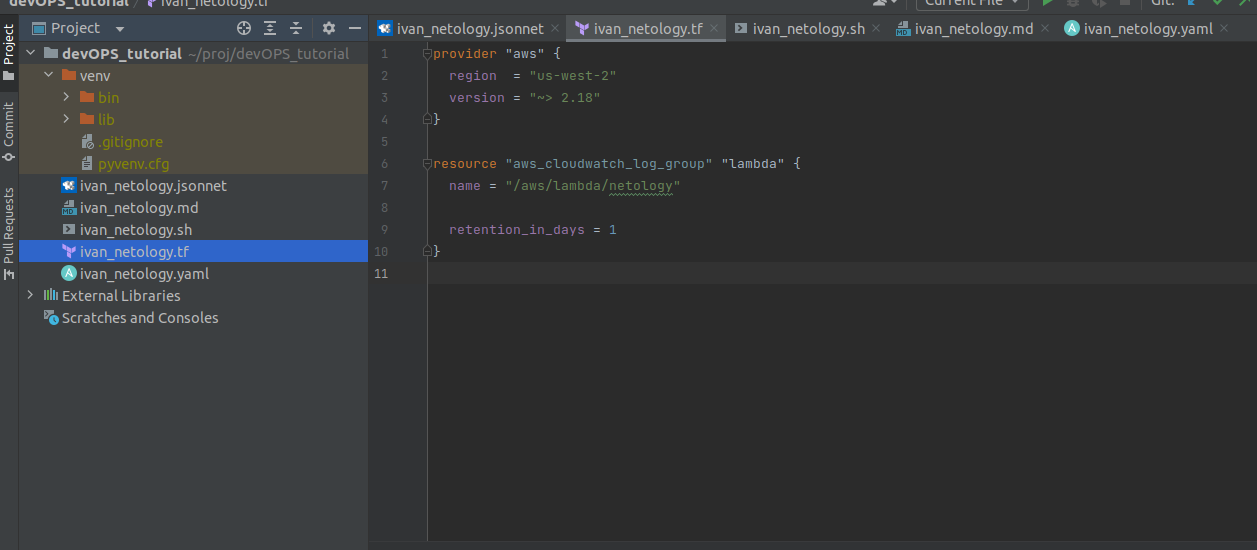 devOPS_tutorial / ivan_netology.tf
Current File
Git:
Project
ivan_netology.jsonnet
ivan_netology.tf
ivan_netology.sh
ivan_netology.md
ivan_netology.yaml
Project
Commit
Pull Requests
devOPS_tutorial ~/proj/devOPS_tutorial
venv
bin
lib
.gitignore
pyvenv.cfg
ivan_netology.jsonnet
MD ivan_netology.md
ivan_netology.sh
ivan_netology.tf
A ivan_netology.yaml
External Libraries
Scratches and Consoles
1 provider "aws" {
2   region  = "us-west-2"
3   version = "~> 2.18"
4 }
5
6 resource "aws_cloudwatch_log_group" "lambda" {
7   name = "/aws/lambda/netology"
8
9   retention_in_days = 1
10 }
11